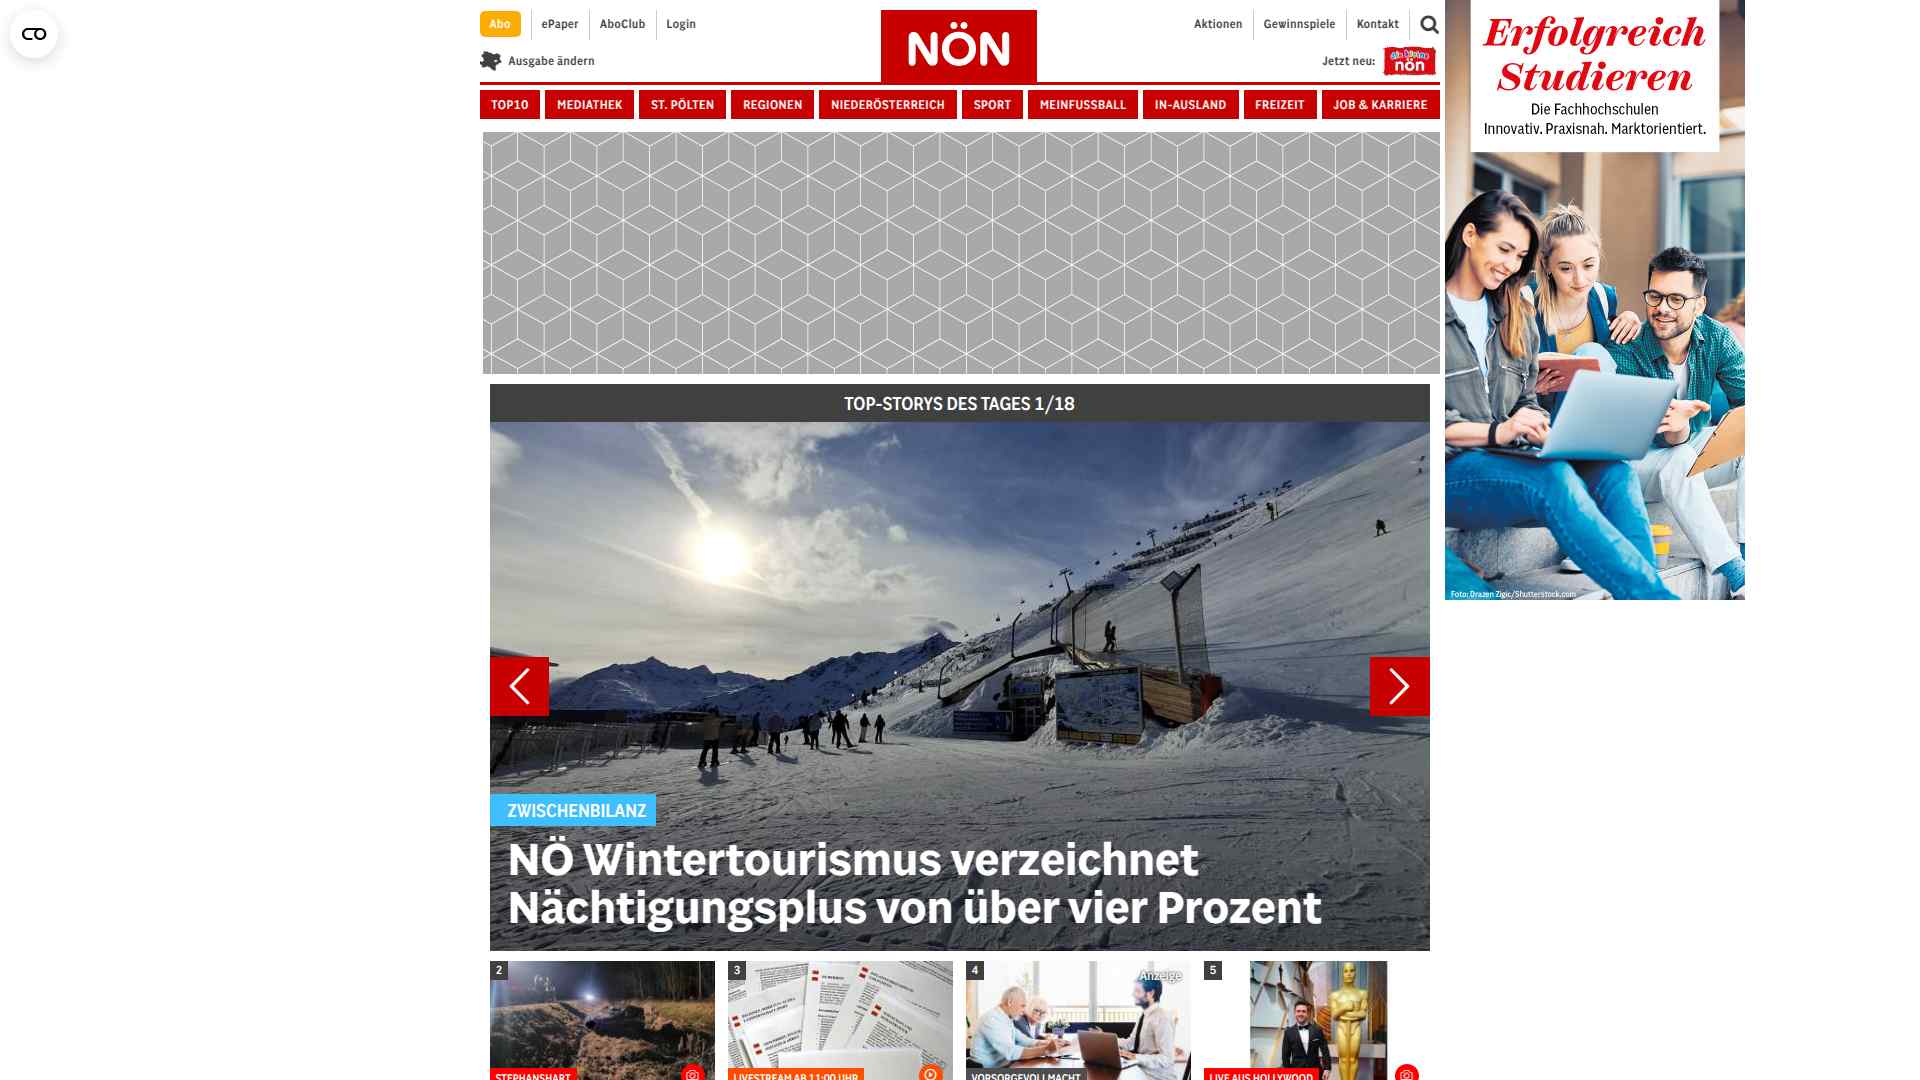 Abo
ePaper
AboClub
Login
NÖN
Aktionen
Gewinnspiele
Kontakt
Ausgabe ändern
Jetzt neu:
die kleine
nön
TOP10
MEDIATHEK
ST. PÖLTEN
REGIONEN
NIEDERÖSTERREICH
SPORT
MEINFUSSBALL
IN-AUSLAND
FREIZEIT
JOB & KARRIERE
Erfolgreich
Studieren
Die Fachhochschulen
Innovativ. Praxisnah. Marktorientiert.
Foto: Drazen Zigic/Shutterstock.com
TOP-STORYS DES TAGES 1/18
ZWISCHENBILANZ
NÖ Wintertourismus verzeichnet
Nächtigungsplus von über vier Prozent
2
STEPHANSHART
3
LIVESTREAM AB 11:00 UHR
4
Anzeige
VORSORGEVOLLMACHT
5
LIVE AUS HOLLYWOOD